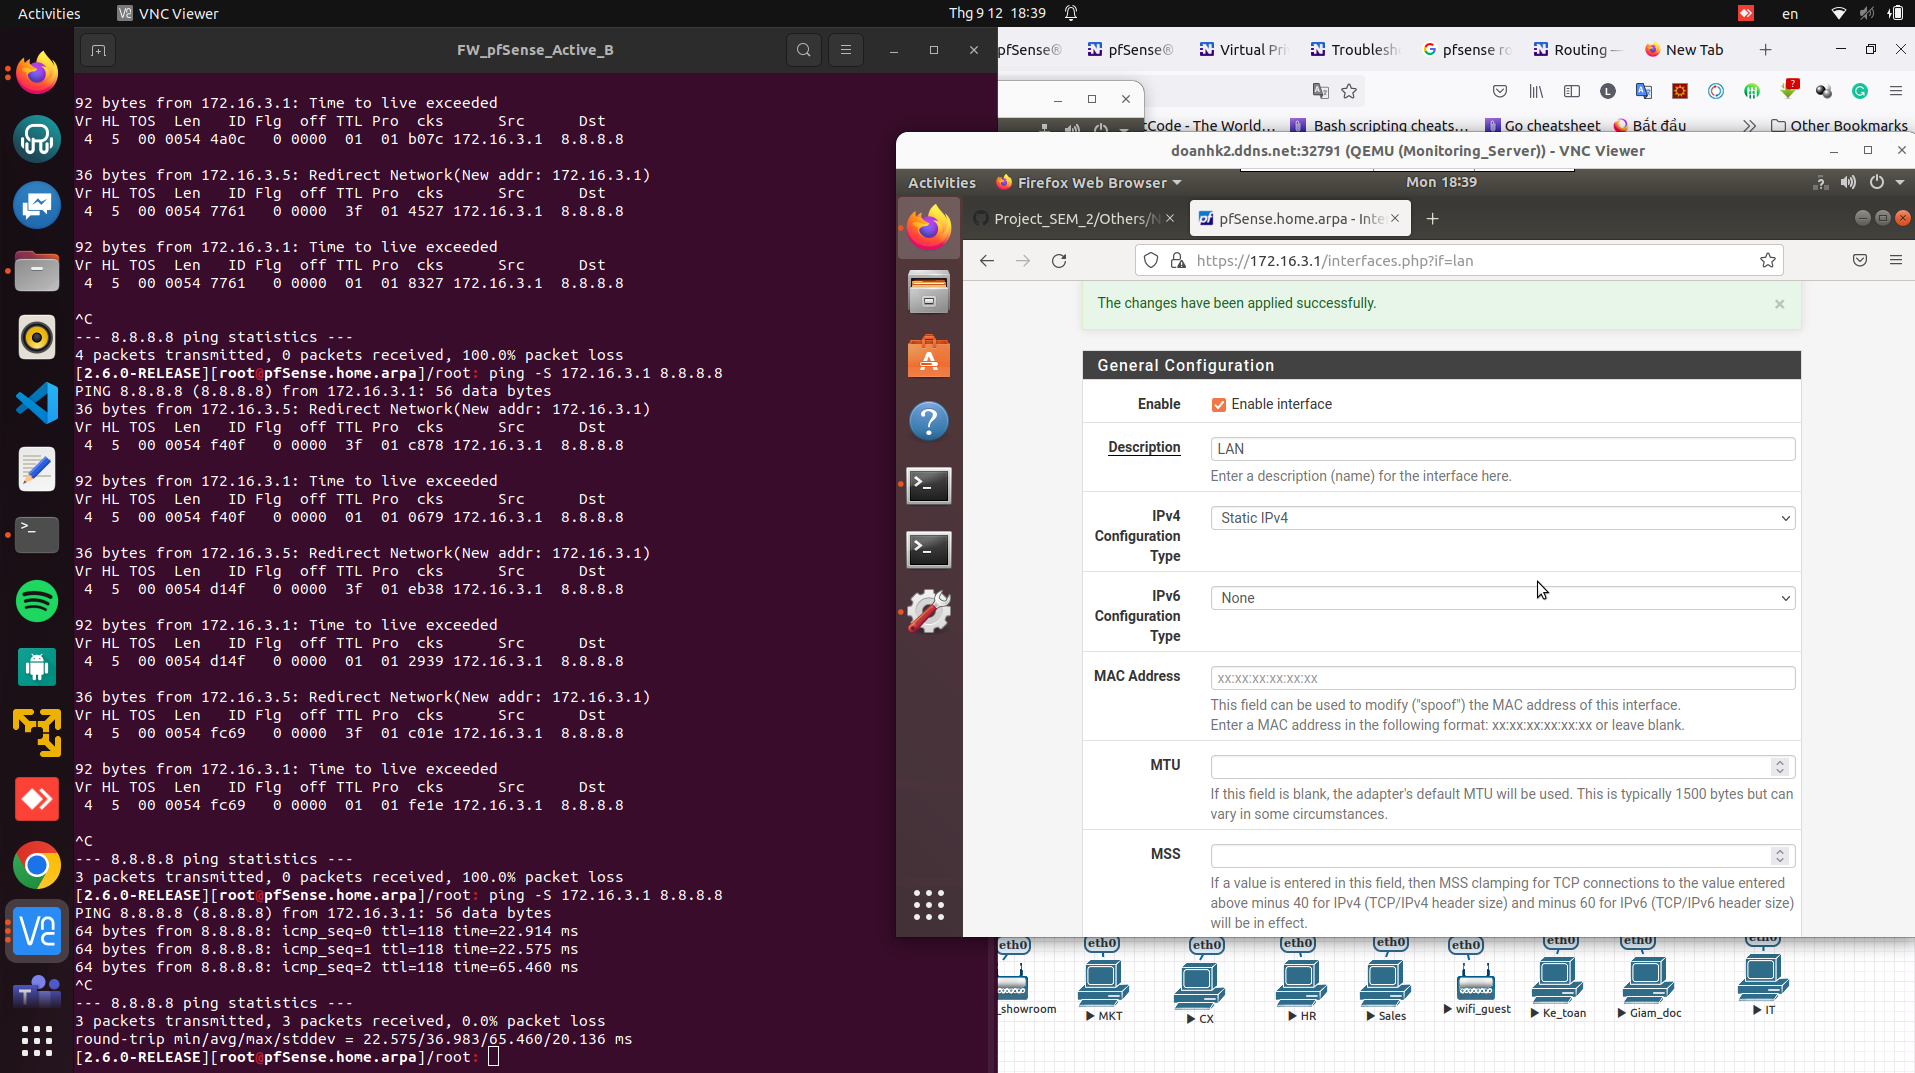 Activities
VNC Viewer
Thg 9 12 18:39
en
FW_pfSense_Active_B
92 bytes from 172.16.3.1: Time to live exceeded
Vr HL TOS Len ID Flg off TTL Pro cks Src Dst
4 5 00 0054 4a0c 0 0000 01 01 b07c 172.16.3.1 8.8.8.8
36 bytes from 172.16.3.5: Redirect Network(New addr: 172.16.3.1)
Vr HL TOS Len ID Flg off TTL Pro cks Src Dst
4 5 00 0054 7761 0 0000 3f 01 4527 172.16.3.1 8.8.8.8
92 bytes from 172.16.3.1: Time to live exceeded
Vr HL TOS Len ID Flg off TTL Pro cks Src Dst
4 5 00 0054 7761 0 0000 01 01 8327 172.16.3.1 8.8.8.8
^C
--- 8.8.8.8 ping statistics ---
4 packets transmitted, 0 packets received, 100.0% packet loss
[2.6.0-RELEASE][root@pfSense.home.arpa]/root: ping -S 172.16.3.1 8.8.8.8
PING 8.8.8.8 (8.8.8.8) from 172.16.3.1: 56 data bytes
36 bytes from 172.16.3.5: Redirect Network(New addr: 172.16.3.1)
Vr HL TOS Len ID Flg off TTL Pro cks Src Dst
4 5 00 0054 f40f 0 0000 3f 01 c878 172.16.3.1 8.8.8.8
92 bytes from 172.16.3.1: Time to live exceeded
Vr HL TOS Len ID Flg off TTL Pro cks Src Dst
4 5 00 0054 f40f 0 0000 01 01 0679 172.16.3.1 8.8.8.8
36 bytes from 172.16.3.5: Redirect Network(New addr: 172.16.3.1)
Vr HL TOS Len ID Flg off TTL Pro cks Src Dst
4 5 00 0054 d14f 0 0000 3f 01 eb38 172.16.3.1 8.8.8.8
92 bytes from 172.16.3.1: Time to live exceeded
Vr HL TOS Len ID Flg off TTL Pro cks Src Dst
4 5 00 0054 d14f 0 0000 01 01 2939 172.16.3.1 8.8.8.8
36 bytes from 172.16.3.5: Redirect Network(New addr: 172.16.3.1)
Vr HL TOS Len ID Flg off TTL Pro cks Src Dst
4 5 00 0054 fc69 0 0000 3f 01 c01e 172.16.3.1 8.8.8.8
92 bytes from 172.16.3.1: Time to live exceeded
Vr HL TOS Len ID Flg off TTL Pro cks Src Dst
4 5 00 0054 fc69 0 0000 01 01 fe1e 172.16.3.1 8.8.8.8
^C
--- 8.8.8.8 ping statistics ---
3 packets transmitted, 0 packets received, 100.0% packet loss
[2.6.0-RELEASE][root@pfSense.home.arpa]/root: ping -S 172.16.3.1 8.8.8.8
PING 8.8.8.8 (8.8.8.8) from 172.16.3.1: 56 data bytes
64 bytes from 8.8.8.8: icmp_seq=0 ttl=118 time=22.914 ms
64 bytes from 8.8.8.8: icmp_seq=1 ttl=118 time=22.575 ms
64 bytes from 8.8.8.8: icmp_seq=2 ttl=118 time=65.460 ms
^C
--- 8.8.8.8 ping statistics ---
3 packets transmitted, 3 packets received, 0.0% packet loss
round-trip min/avg/max/stddev = 22.575/36.983/65.460/20.136 ms
[2.6.0-RELEASE][root@pfSense.home.arpa]/root:
pfSense®
pfSense®
Virtual Pri
Troublesh
pfsense ro
Routing —
New Tab
tCode - The World...
Bash scripting cheats...
Go cheatsheet
Bắt đầu
Other Bookmarks
doanhk2.ddns.net:32791 (QEMU (Monitoring_Server)) - VNC Viewer
Activities
Firefox Web Browser
Mon 18:39
Project_SEM_2/Others/N
pfSense.home.arpa - Inte
https://172.16.3.1/interfaces.php?if=lan
The changes have been applied successfully.
General Configuration
Enable
Enable interface
Description
LAN
Enter a description (name) for the interface here.
IPv4 Configuration Type
Static IPv4
IPv6 Configuration Type
None
MAC Address
xx:xx:xx:xx:xx:xx
This field can be used to modify ("spoof") the MAC address of this interface.
Enter a MAC address in the following format: xx:xx:xx:xx:xx:xx or leave blank.
MTU
If this field is blank, the adapter's default MTU will be used. This is typically 1500 bytes but can
vary in some circumstances.
MSS
If a value is entered in this field, then MSS clamping for TCP connections to the value entered
above minus 40 for IPv4 (TCP/IPv4 header size) and minus 60 for IPv6 (TCP/IPv6 header size)
will be in effect.
eth0 eth0 eth0 eth0 eth0 eth0 eth0 eth0 eth0
_showroom
MKT
CX
HR
Sales
wifi_guest
Ke_toan
Giam_doc
IT